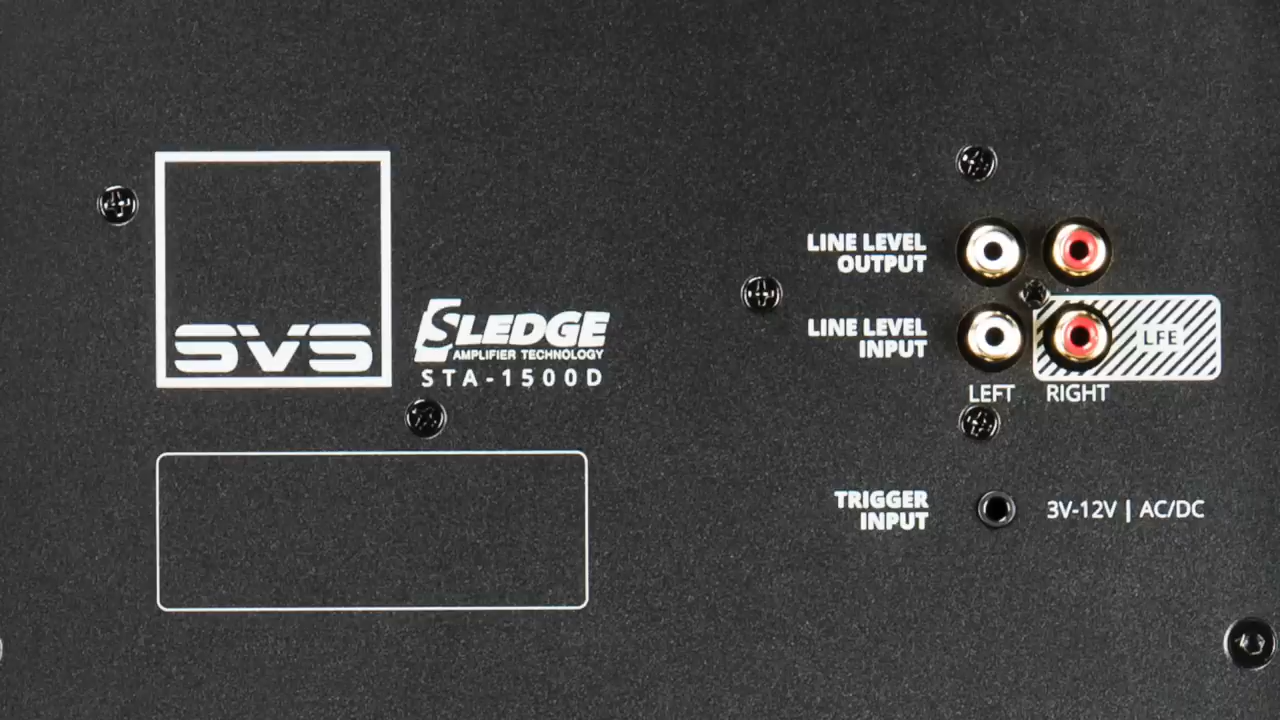 SVS
SLEDGE
AMPLIFIER TECHNOLOGY
STA-1500D
LINE LEVEL
OUTPUT
LINE LEVEL
INPUT
LFE
LEFT
RIGHT
TRIGGER
INPUT
3V-12V | AC/DC